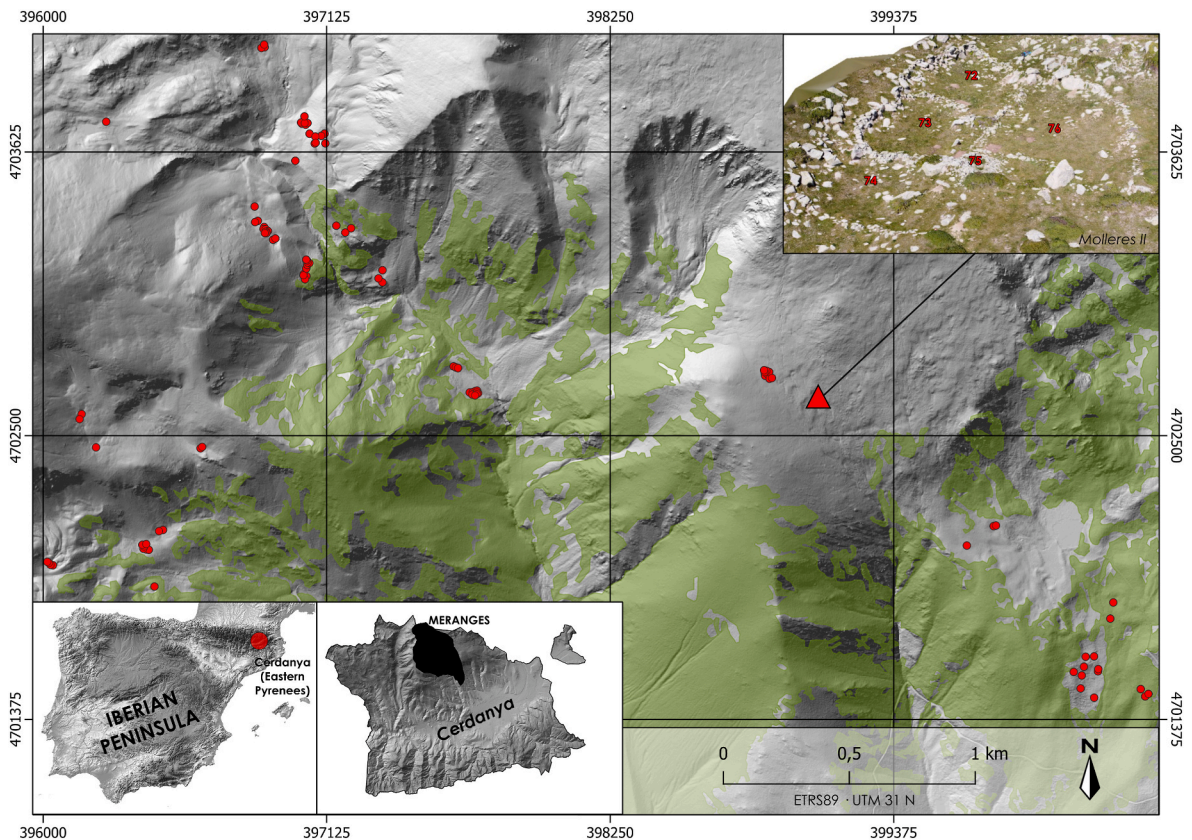 396000
397125
398250
399375
4703625
4703625
72
73
76
75
74
Molleres II
4702500
4702500
MERANGES
Cerdanya
(Eastern
Pyrenees)
IBERIAN
PENINSULA
Cerdanya
4701375
4701375
0
0,5
1 km
N
ETRS89 · UTM 31 N
396000
397125
398250
399375